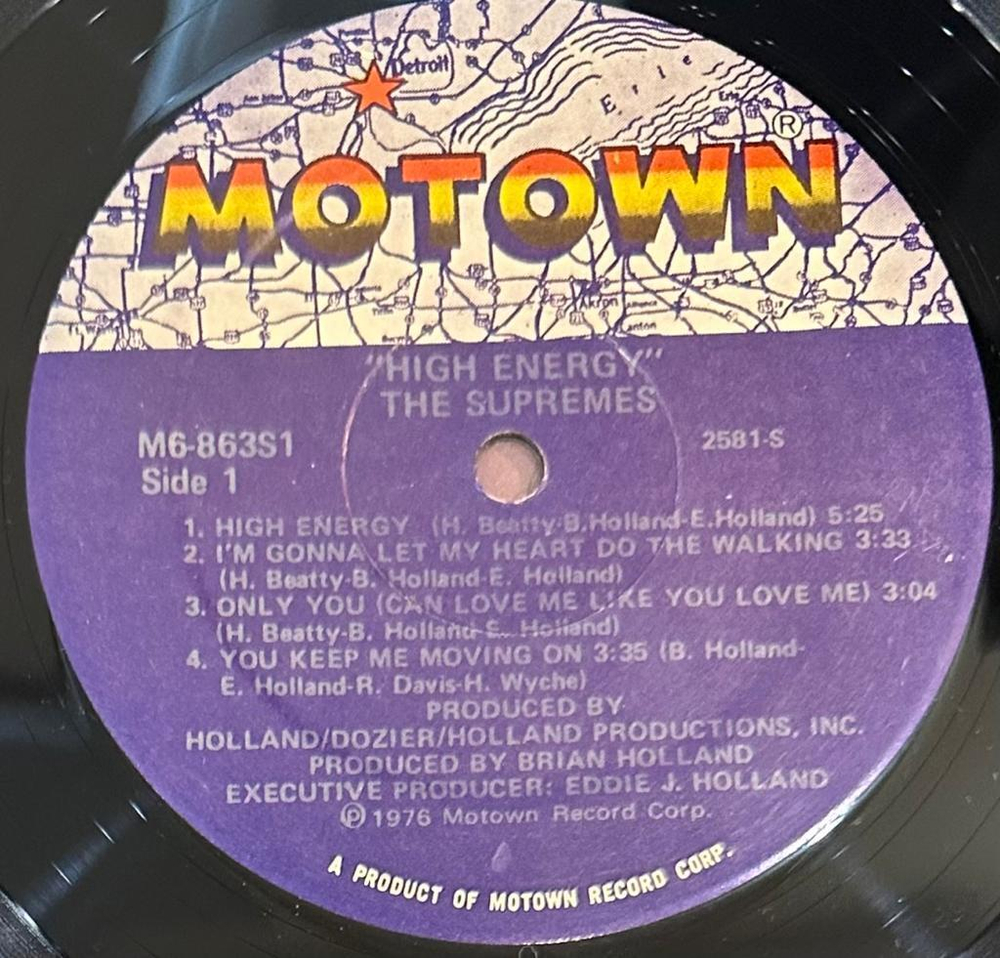 Detroit
Erie
Erie
®
MOTOWN
Akron
Canton
"HIGH ENERGY"
THE SUPREMES
M6-863S1
2581-S
Side 1
1. HIGH ENERGY (H. Beatty-B.Holland-E.Holland) 5:25
2. I'M GONNA LET MY HEART DO THE WALKING 3:33
(H. Beatty-B. Holland-E. Holland)
3. ONLY YOU (CAN LOVE ME LIKE YOU LOVE ME) 3:04
(H. Beatty-B. Holland-E. Holland)
4. YOU KEEP ME MOVING ON 3:35 (B. Holland-
E. Holland-R. Davis-H. Wyche)
PRODUCED BY
HOLLAND/DOZIER/HOLLAND PRODUCTIONS, INC.
PRODUCED BY BRIAN HOLLAND
EXECUTIVE PRODUCER: EDDIE J. HOLLAND
℗ 1976 Motown Record Corp.
A PRODUCT OF MOTOWN RECORD CORP.